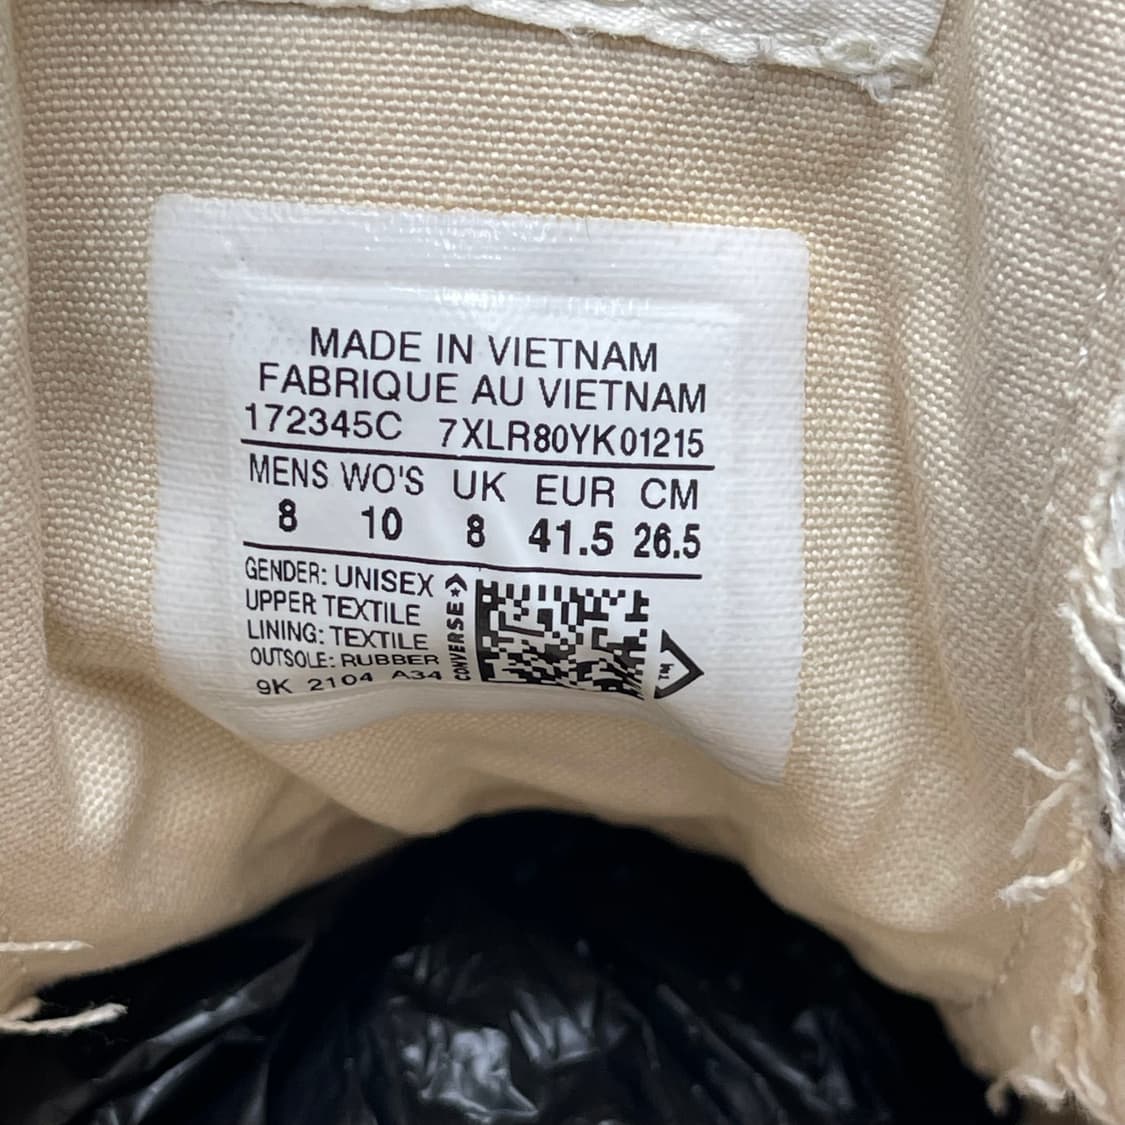 MADE IN VIETNAM
FABRIQUE AU VIETNAM
172345C 7XLR80YK01215
MENS WO'S UK EUR CM
8 10 8 41.5 26.5
GENDER: UNISEX
UPPER TEXTILE
LINING: TEXTILE
OUTSOLE: RUBBER
9K 2104 A34
CONVERSE
TM